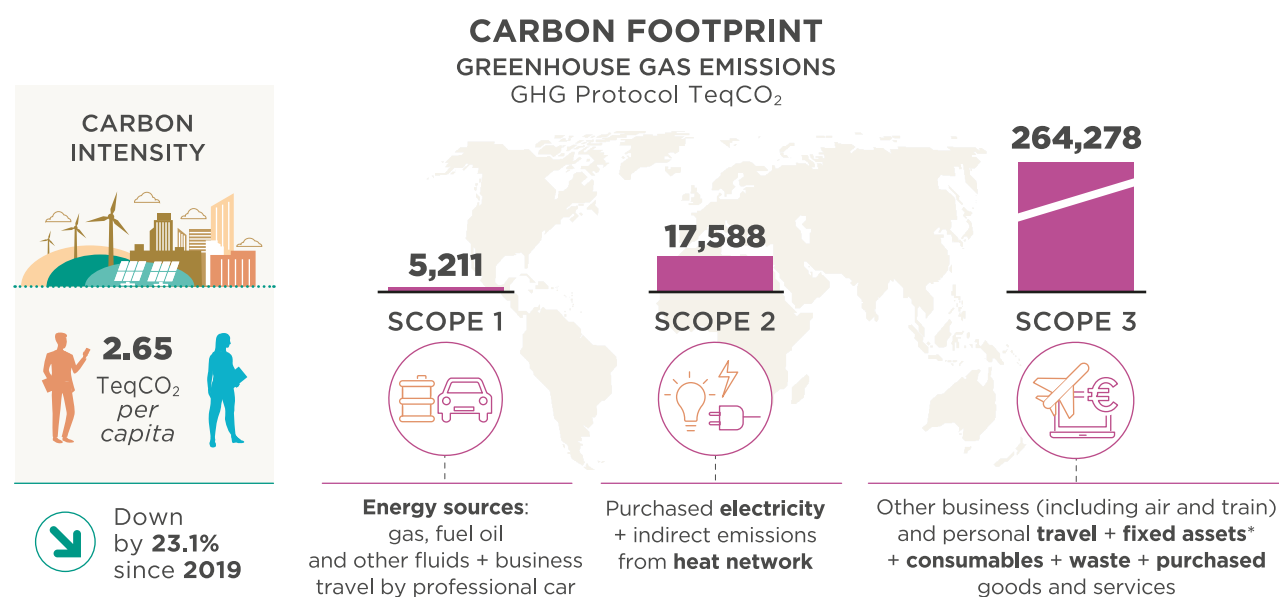 CARBON FOOTPRINT
GREENHOUSE GAS EMISSIONS
GHG Protocol TeqCO₂
CARBON
INTENSITY
2.65
TeqCO₂
per
capita
Down
by 23.1%
since 2019
5,211
SCOPE 1
Energy sources:
gas, fuel oil
and other fluids + business
travel by professional car
17,588
SCOPE 2
Purchased electricity
+ indirect emissions
from heat network
264,278
SCOPE 3
€
Other business (including air and train)
and personal travel + fixed assets*
+ consumables + waste + purchased
goods and services